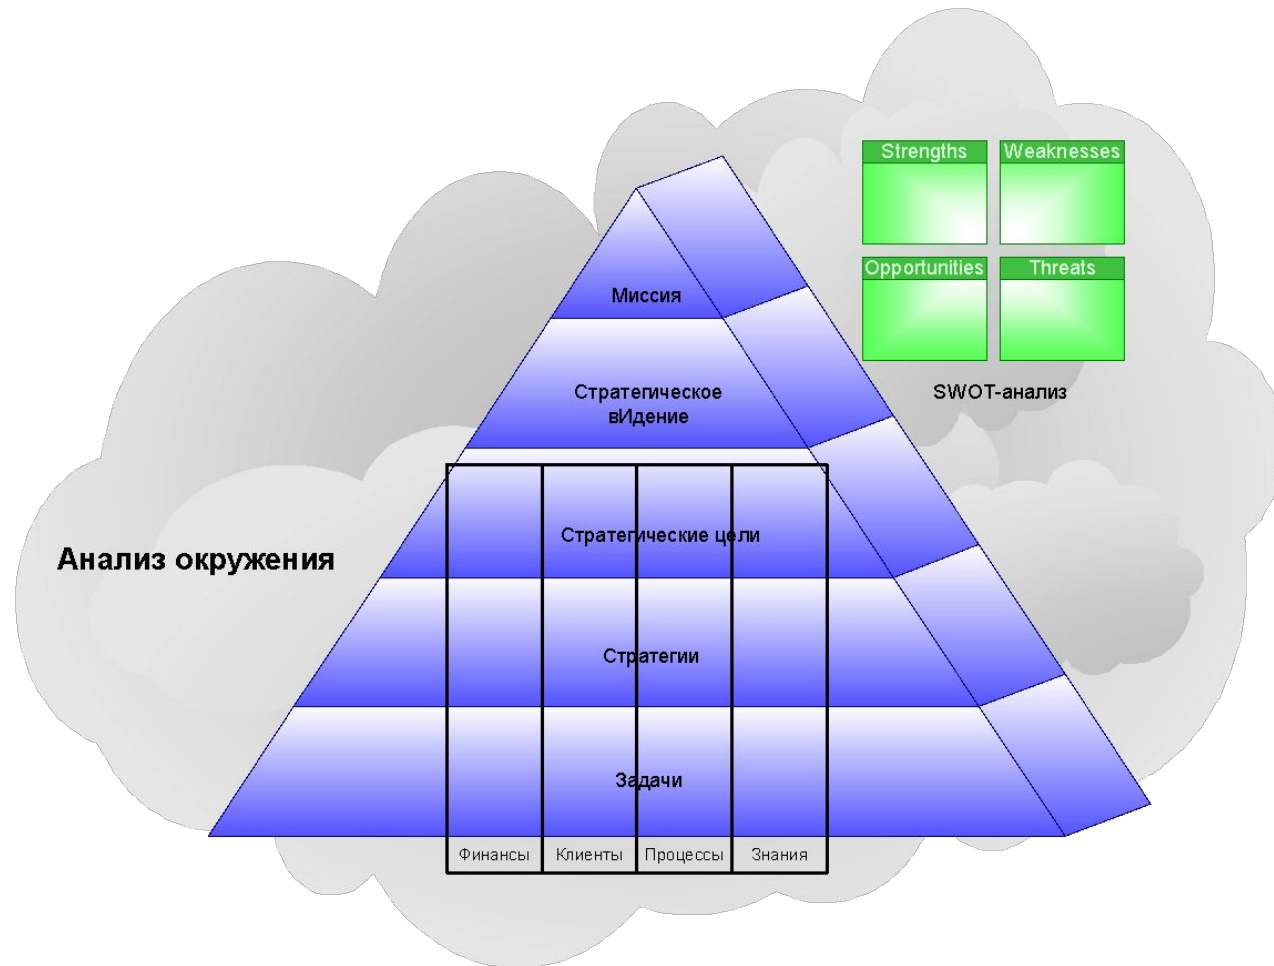 Strengths
Weaknesses
Opportunities
Threats
SWOT-анализ
Миссия
Стратегическое
вИдение
Анализ окружения
Стратегические цели
Стратегии
Задачи
Финансы
Клиенты
Процессы
Знания